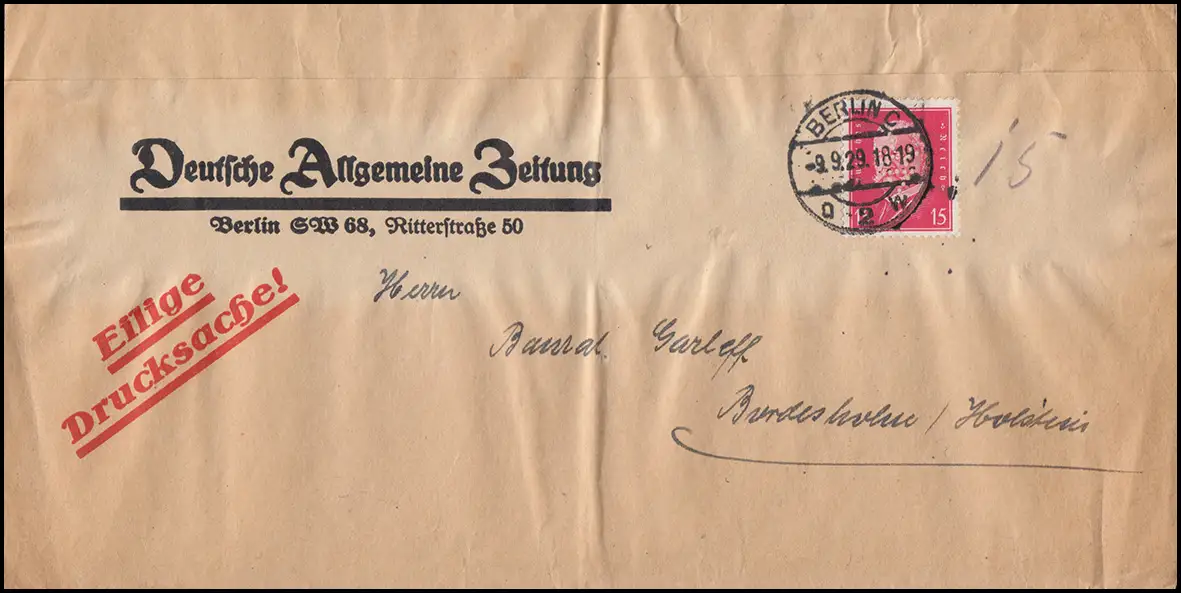 Deutsche Allgemeine Zeitung
Berlin SW 68, Ritterstraße 50
Eilige
Drucksache!
BERLIN C
-9.9.29.18-19
2 w
15
15
Herrn
Baurat Garleff
Bordesholm / Holstein